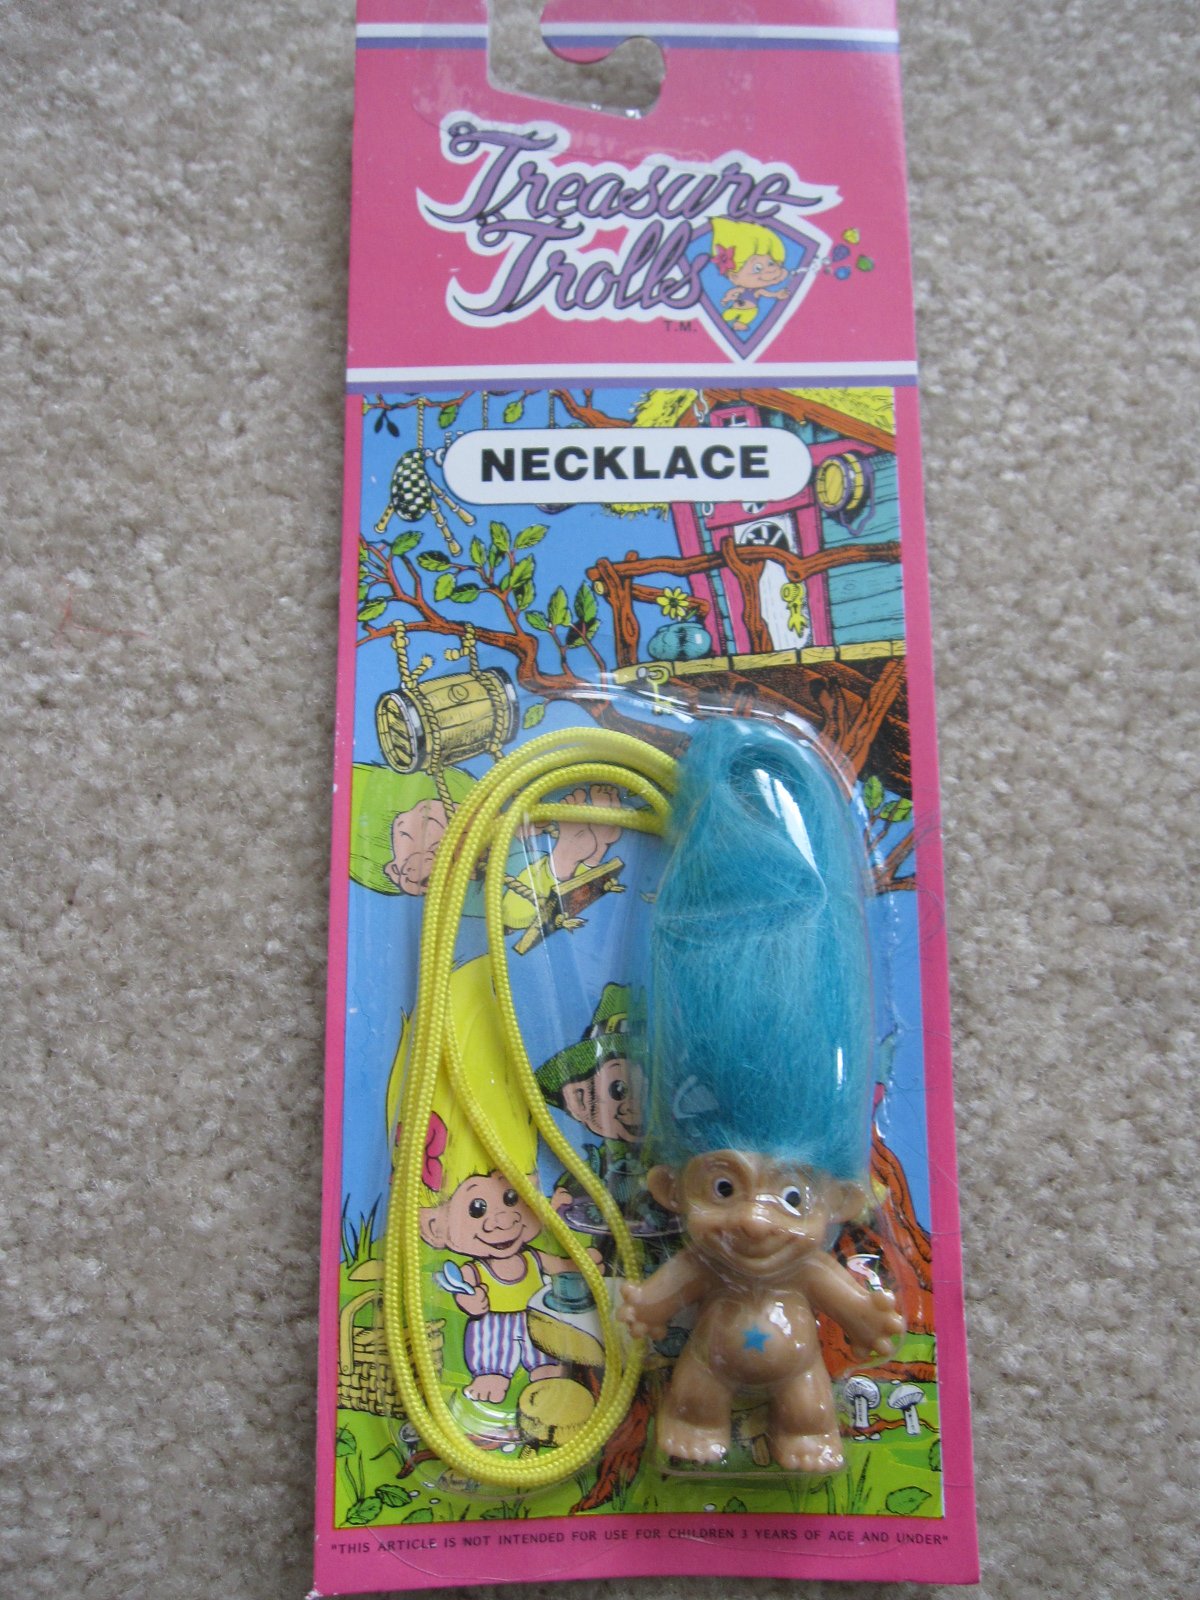 Treasure
Trolls
T.M.
NECKLACE
"THIS ARTICLE IS NOT INTENDED FOR USE FOR CHILDREN 3 YEARS OF AGE AND UNDER"